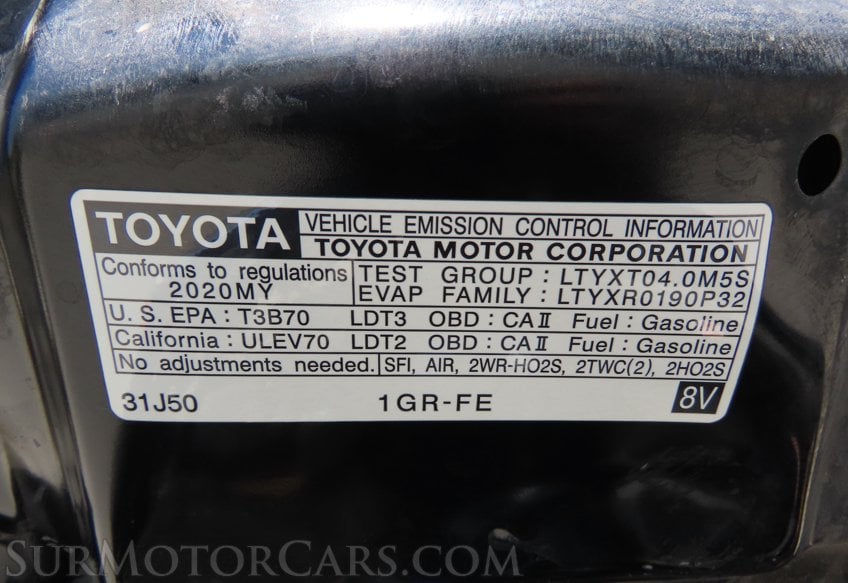 TOYOTA VEHICLE EMISSION CONTROL INFORMATION
TOYOTA MOTOR CORPORATION
Conforms to regulations
2020MY
TEST GROUP : LTYXT04.0M5S
EVAP FAMILY : LTYXR0190P32
U. S. EPA : T3B70 LDT3 OBD : CAⅡ Fuel : Gasoline
California : ULEV70 LDT2 OBD : CAⅡ Fuel : Gasoline
No adjustments needed. SFI, AIR, 2WR-HO2S, 2TWC(2), 2HO2S
31J50 1GR-FE 8V
SurMotorCars.com